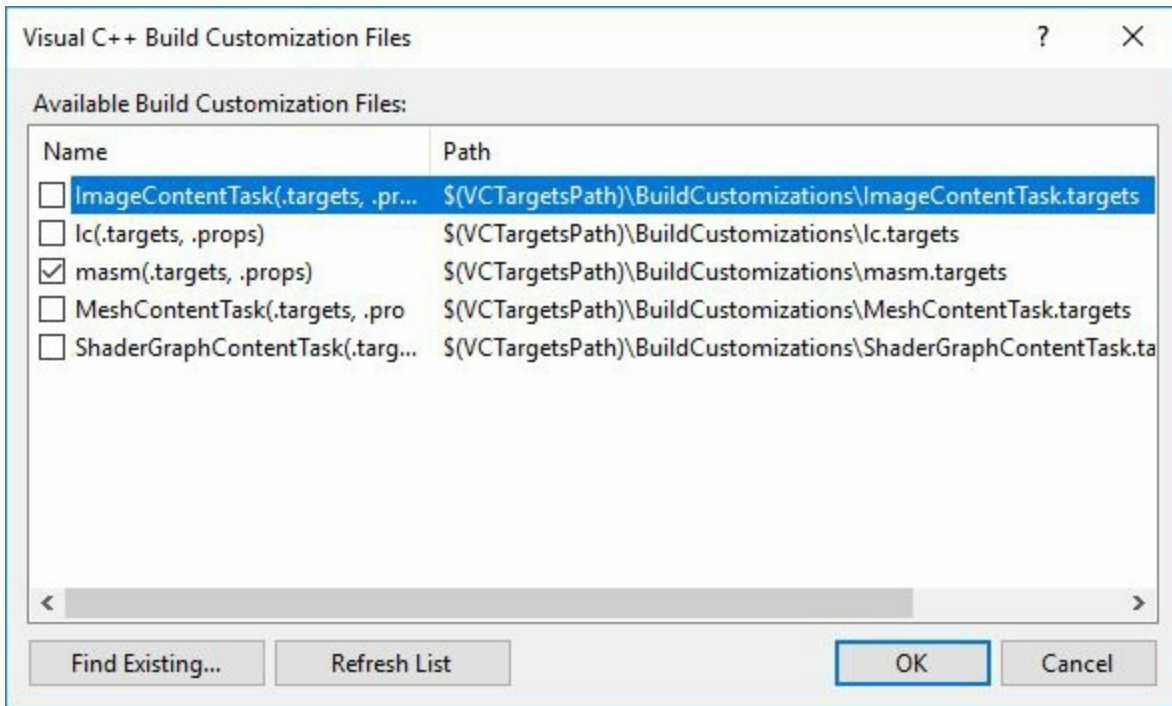 Visual C++ Build Customization Files ?
Available Build Customization Files:
Name Path
ImageContentTask(.targets, .pr... $(VCTargetsPath)\BuildCustomizations\ImageContentTask.targets
lc(.targets, .props) $(VCTargetsPath)\BuildCustomizations\lc.targets
masm(.targets, .props) $(VCTargetsPath)\BuildCustomizations\masm.targets
MeshContentTask(.targets, .pro $(VCTargetsPath)\BuildCustomizations\MeshContentTask.targets
ShaderGraphContentTask(.targ... $(VCTargetsPath)\BuildCustomizations\ShaderGraphContentTask.ta
Find Existing... Refresh List OK Cancel